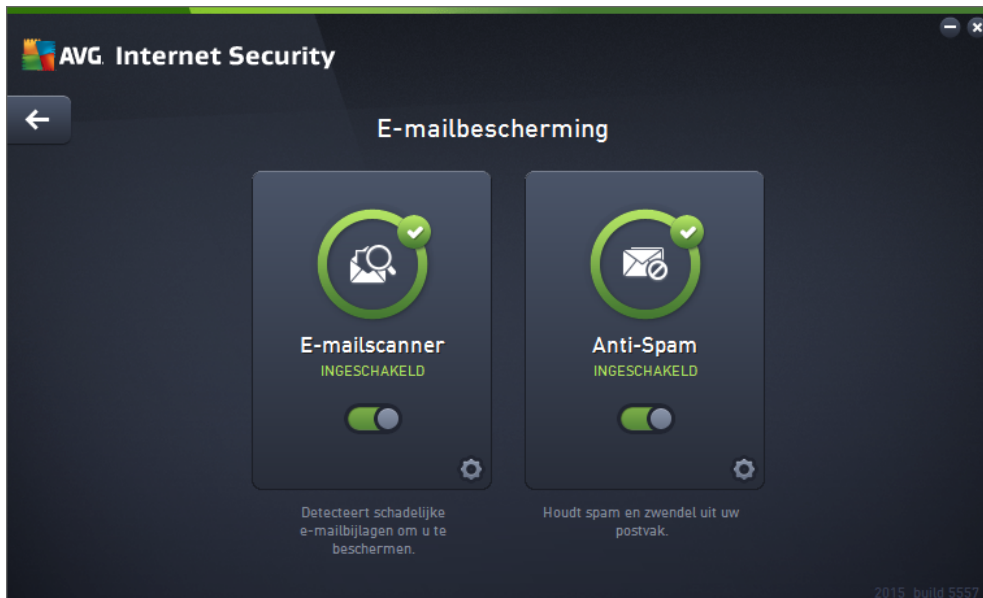 AVG Internet Security
E-mailbescherming
E-mailscanner
INGESCHAKELD
Detecteert schadelijke
e-mailbijlagen om u te
beschermen.
Anti-Spam
INGESCHAKELD
Houdt spam en zwendel uit uw
postvak.
2015 build 5557